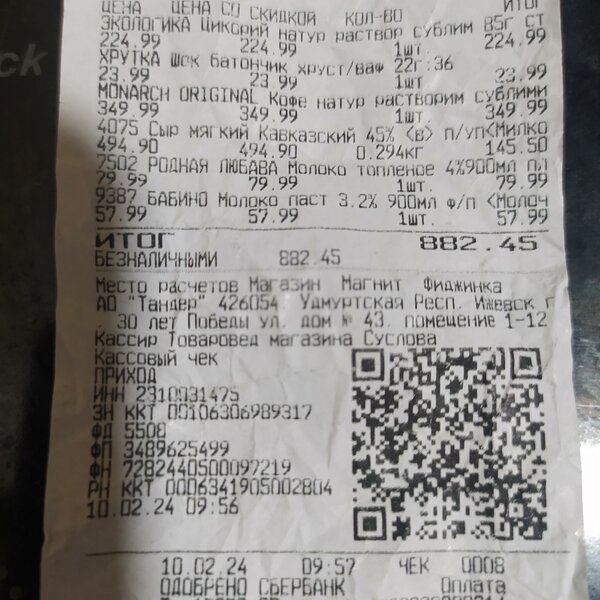 ЦЕНА ЦЕНА СО СКИДКОЙ КОЛ-ВО ИТОГ
ЭКОЛОГИКА Цикорий натур раствор сублим 85г ст
224.99 224.99 1шт. 224.99
ХРУТКА Шок батончик хруст/ваф 22г:36
23.99 23.99 1шт. 23.99
MONARCH ORIGINAL Кофе натур растворим сублими
349.99 349.99 1шт. 349.99
4075 Сыр мягкий Кавказский 45% <в> п/уп<Милко
494.90 494.90 0.294кг 145.50
7502 РОДНАЯ ЛЮБАВА Молоко топленое 4%900мл пл
79.99 79.99 1шт. 79.99
9387 БАБИНО Молоко паст 3.2% 900мл ф/п <Молоч
57.99 57.99 1шт. 57.99
ИТОГ 882.45
БЕЗНАЛИЧНЫМИ 882.45
Место расчетов Магазин Магнит Фиджинка
АО "Тандер" 426054 Удмуртская Респ. Ижевск г
. 30 лет Победы ул. дом № 43, помещение 1-12
Кассир Товаровед магазина Суслова
Кассовый чек
ПРИХОД
ИНН 2310031475
ЗН ККТ 00106306989317
ФД 5508
ФП 3489625499
ФН 7282440500097219
РН ККТ 0006341905002804
10.02.24 09:56
10.02.24 09:57 ЧЕК 0008
ОДОБРЕНО СБЕРБАНК Оплата